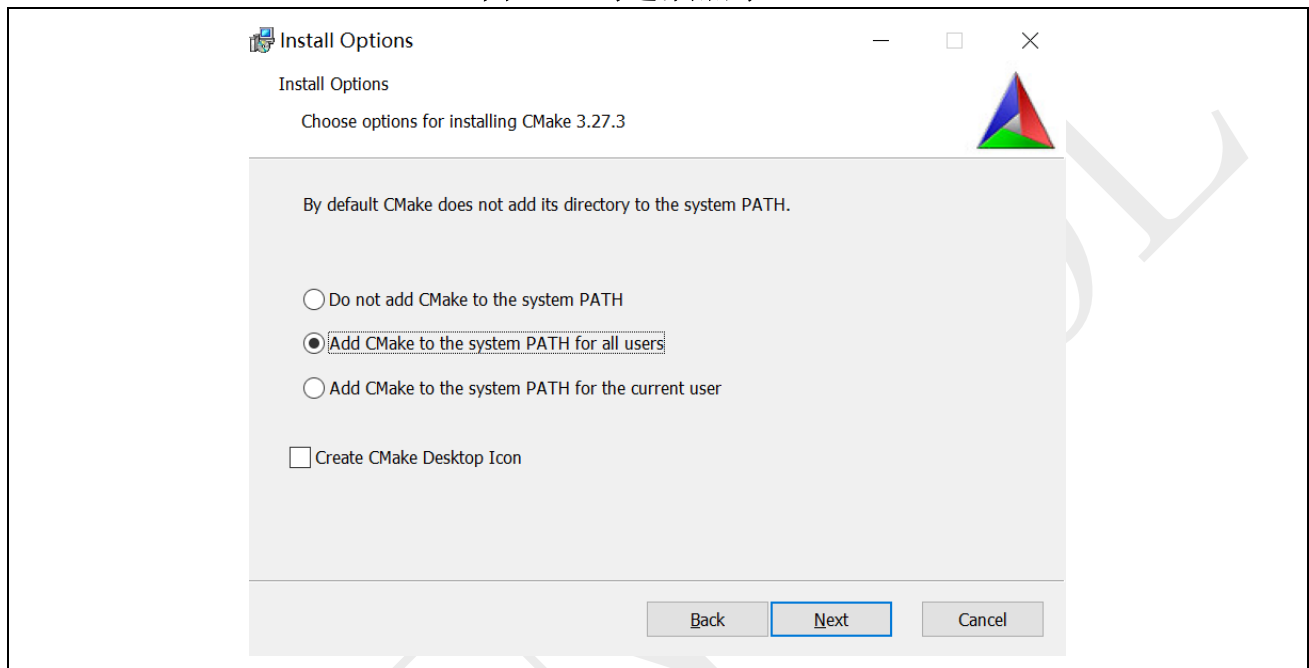 Install Options
Install Options
Choose options for installing CMake 3.27.3
By default CMake does not add its directory to the system PATH.
Do not add CMake to the system PATH
Add CMake to the system PATH for all users
Add CMake to the system PATH for the current user
Create CMake Desktop Icon
Back Next Cancel